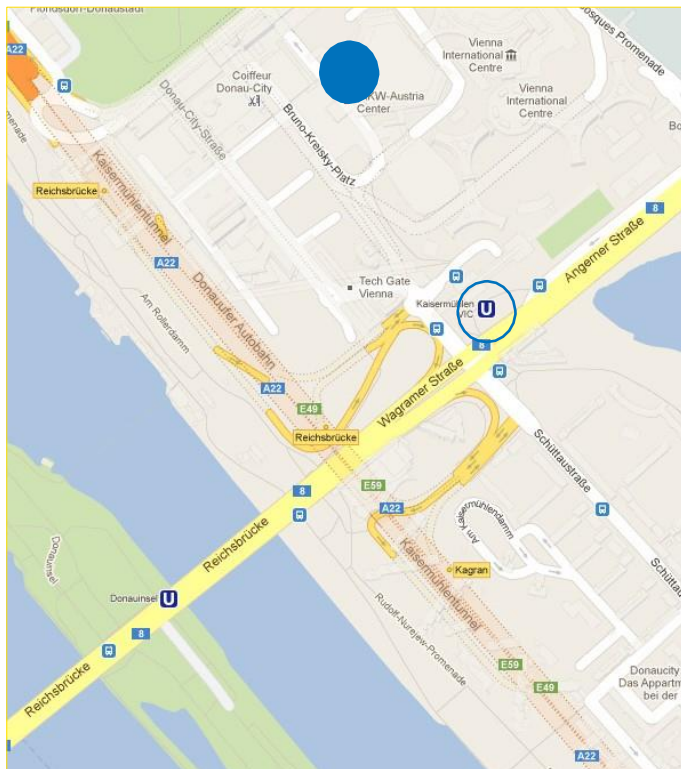 Floridsdorf-Donaustadt
A22
Coiffeur
Donau-City
Vienna
International
Centre
Vienna
International
Centre
Promenade
Donau-City-Straße
Bruno-Kreisky-Platz
Austria
Center
8
Angerner Straße
Kaisermühlentunnel
Reichsbrücke
A22
Tech Gate
Vienna
Kaisermühlen
VIC
U
8
Donauufer Autobahn
Am Rollerdamm
Wagramer Straße
A22
E49
Reichsbrücke
Schüttaustraße
E59
8
A22
Am Kaisermühlendamm
Reichsbrücke
Donauinsel
Kaisermühlentunnel
Kagran
Schüttaus
Donauinsel
U
Rudolf-Nurejew-Promenade
8
E59
E49
Donaucity
Das Appartm
bei der
Reichsbrücke
A22